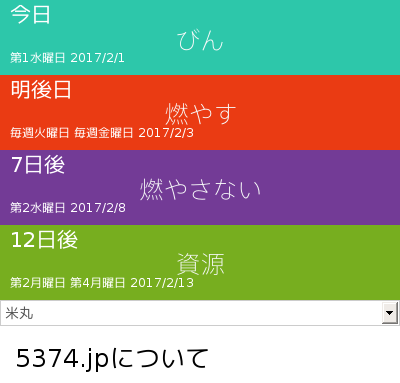 今日
びん
第1水曜日 2017/2/1
明後日
燃やす
毎週火曜日 毎週金曜日 2017/2/3
7日後
燃やさない
第2水曜日 2017/2/8
12日後
資源
第2月曜日 第4月曜日 2017/2/13
米丸
5374.jpについて